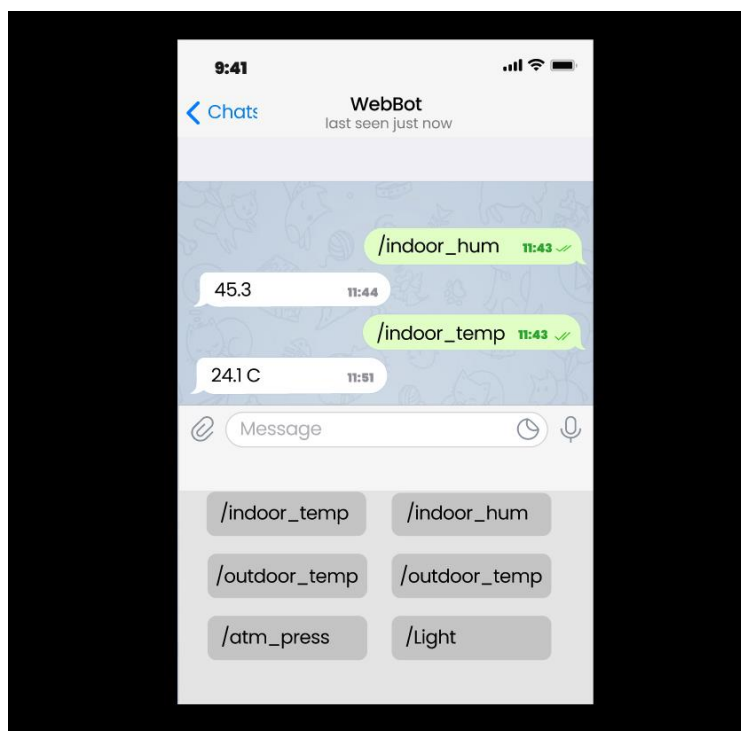 9:41
Chats
WebBot
last seen just now
/indoor_hum 11:43
45.3 11:44
/indoor_temp 11:43
24.1 C 11:51
Message
/indoor_temp /indoor_hum
/outdoor_temp /outdoor_temp
/atm_press /Light